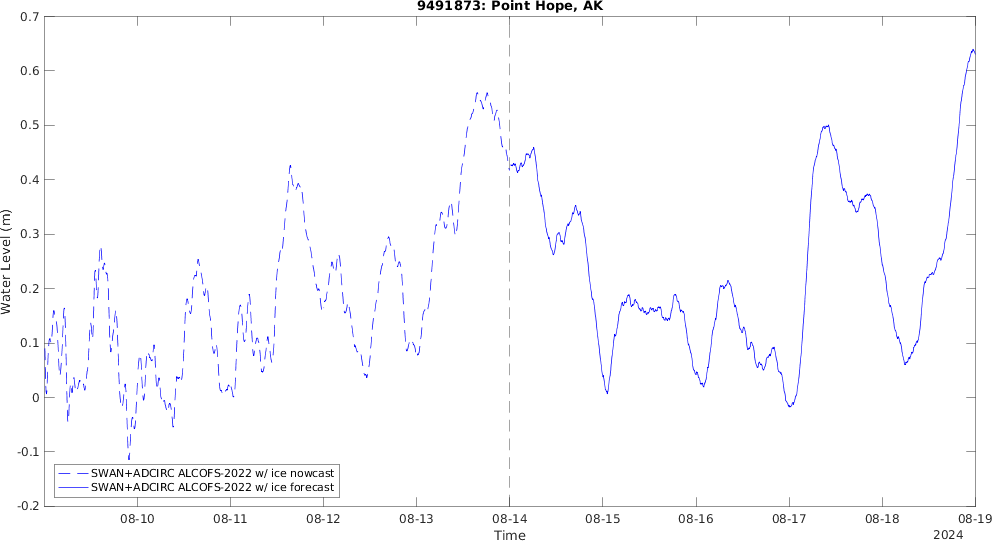 9491873: Point Hope, AK
0.7
0.6
0.5
0.4
0.3
0.2
0.1
0
-0.1
-0.2
Water Level (m)
SWAN+ADCIRC ALCOFS-2022 w/ ice nowcast
SWAN+ADCIRC ALCOFS-2022 w/ ice forecast
08-10 08-11 08-12 08-13 08-14 08-15 08-16 08-17 08-18 08-19
Time
2024